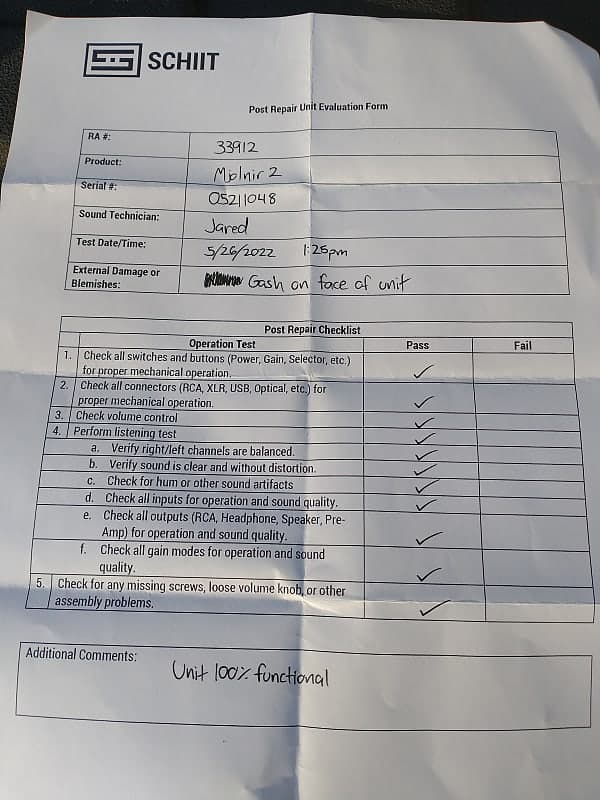 SCHIIT
Post Repair Unit Evaluation Form
RA #: 33912
Product: Mjolnir 2
Serial #: 05211048
Sound Technician: Jared
Test Date/Time: 5/26/2022 1:25pm
External Damage or
Blemishes: Gash on face of unit
Post Repair Checklist
Operation Test Pass Fail
1. Check all switches and buttons (Power, Gain, Selector, etc.)
for proper mechanical operation. ✓
2. Check all connectors (RCA, XLR, USB, Optical, etc.) for
proper mechanical operation. ✓
3. Check volume control ✓
4. Perform listening test ✓
a. Verify right/left channels are balanced. ✓
b. Verify sound is clear and without distortion. ✓
c. Check for hum or other sound artifacts ✓
d. Check all inputs for operation and sound quality. ✓
e. Check all outputs (RCA, Headphone, Speaker, Pre-
Amp) for operation and sound quality. ✓
f. Check all gain modes for operation and sound
quality. ✓
5. Check for any missing screws, loose volume knob, or other
assembly problems. ✓
Additional Comments:
Unit 100% functional